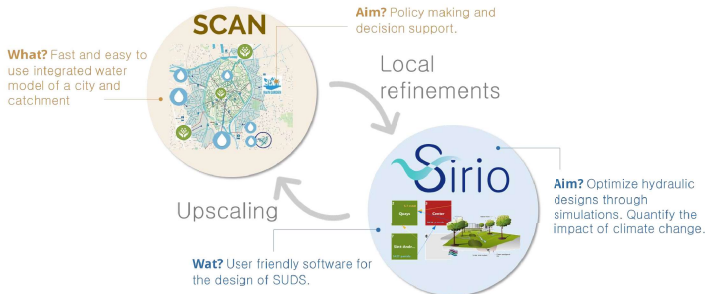 SCAN
Aim? Policy making and
decision support.
What? Fast and easy to
use integrated water
model of a city and
catchment
Local
refinements
Sirio
Aim? Optimize hydraulic
designs through
simulations. Quantify the
impact of climate change.
Upscaling
Wat? User friendly software for
the design of SUDS.